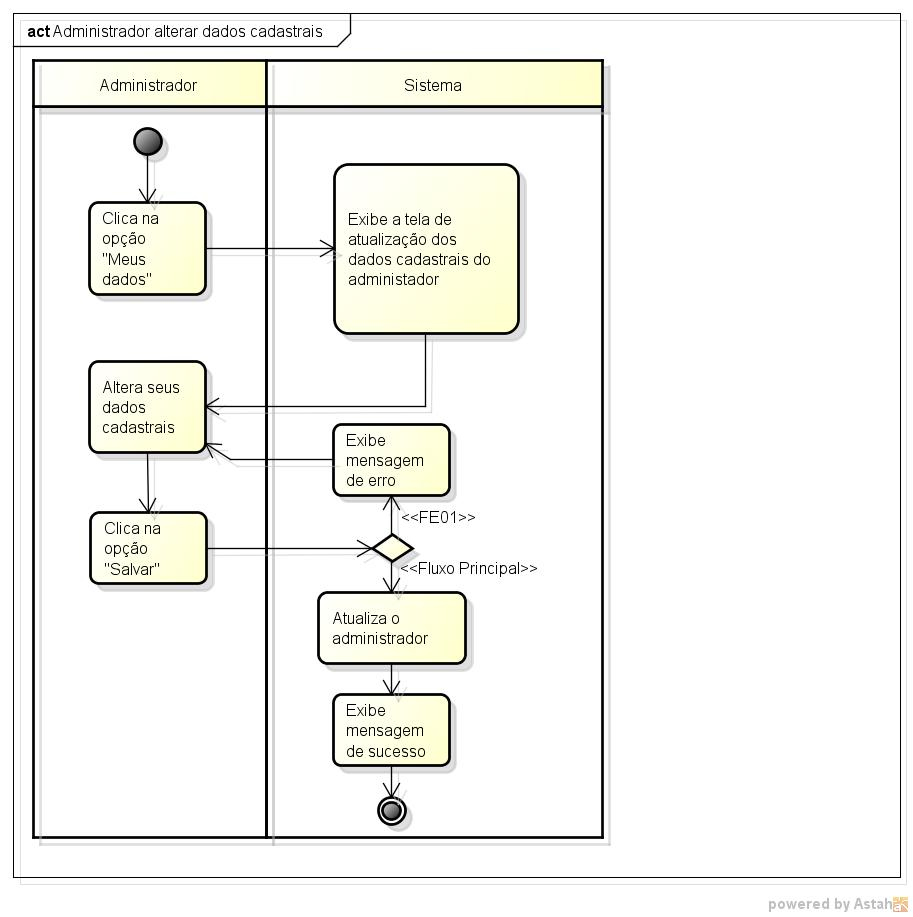 act Administrador alterar dados cadastrais
Administrador
Sistema
Clica na
opção
"Meus
dados"
Exibe a tela de
atualização dos
dados cadastrais do
administador
Altera seus
dados
cadastrais
Exibe
mensagem
de erro
<<FE01>>
Clica na
opção
"Salvar"
<<Fluxo Principal>>
Atualiza o
administrador
Exibe
mensagem
de sucesso
powered by Astah